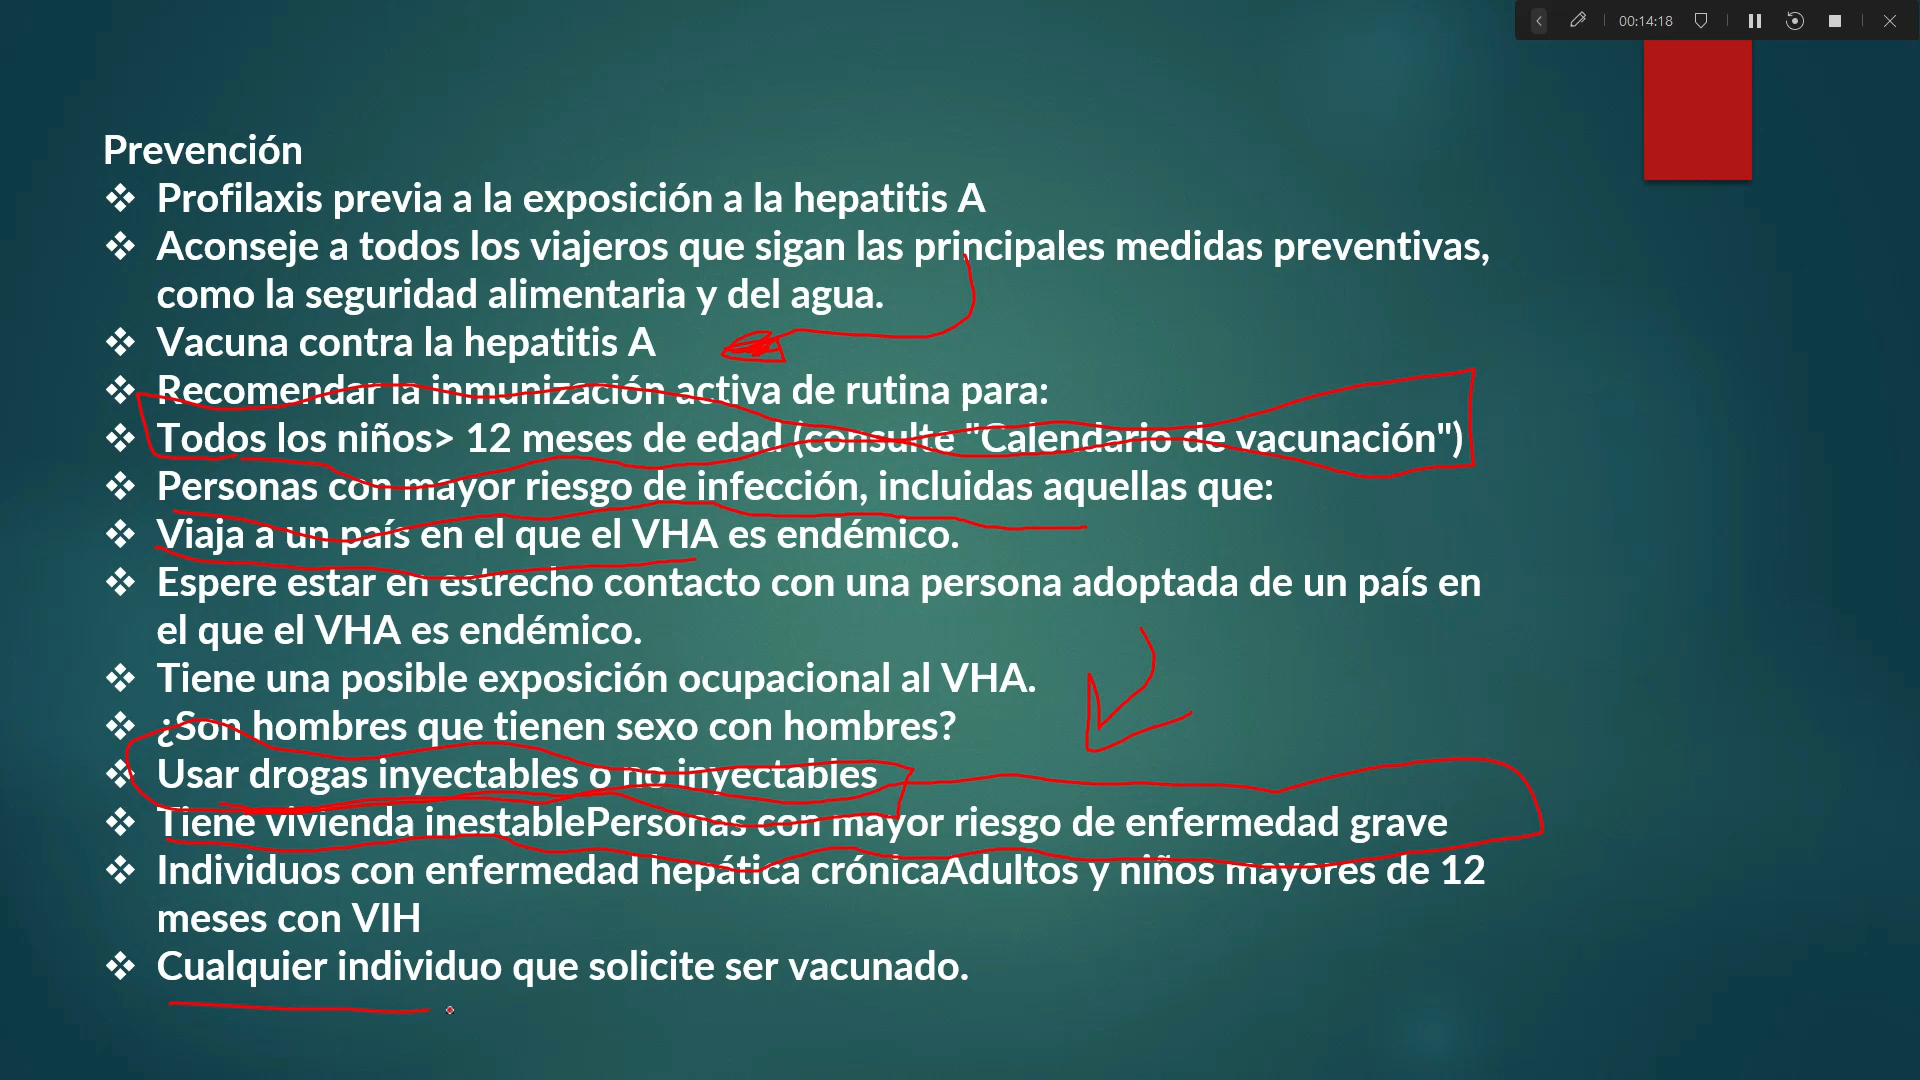 00:14:18
Prevención
❖ Profilaxis previa a la exposición a la hepatitis A
❖ Aconseje a todos los viajeros que sigan las principales medidas preventivas,
como la seguridad alimentaria y del agua.
❖ Vacuna contra la hepatitis A
❖ Recomendar la inmunización activa de rutina para:
❖ Todos los niños> 12 meses de edad (consulte "Calendario de vacunación")
❖ Personas con mayor riesgo de infección, incluidas aquellas que:
❖ Viaja a un país en el que el VHA es endémico.
❖ Espere estar en estrecho contacto con una persona adoptada de un país en
el que el VHA es endémico.
❖ Tiene una posible exposición ocupacional al VHA.
❖ ¿Son hombres que tienen sexo con hombres?
❖ Usar drogas inyectables o no inyectables
❖ Tiene vivienda inestablePersonas con mayor riesgo de enfermedad grave
❖ Individuos con enfermedad hepática crónicaAdultos y niños mayores de 12
meses con VIH
❖ Cualquier individuo que solicite ser vacunado.